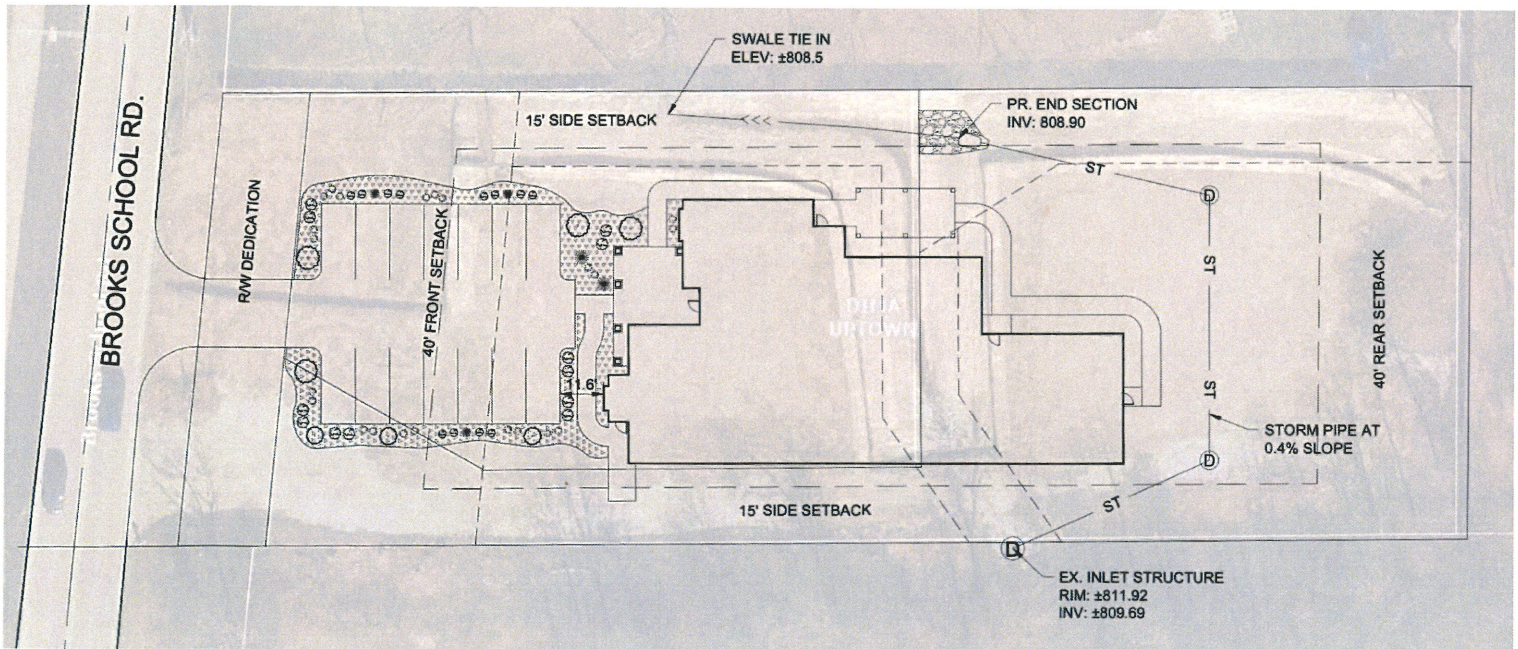 SWALE TIE IN
ELEV: ±808.5
PR. END SECTION
INV: 808.90
15' SIDE SETBACK
BROOKS SCHOOL RD.
R/W DEDICATION
40' FRONT SETBACK
ST
D
ST
40' REAR SETBACK
UPTOWN
11.6'
ST
STORM PIPE AT
0.4% SLOPE
D
ST
15' SIDE SETBACK
D
EX. INLET STRUCTURE
RIM: ±811.92
INV: ±809.69